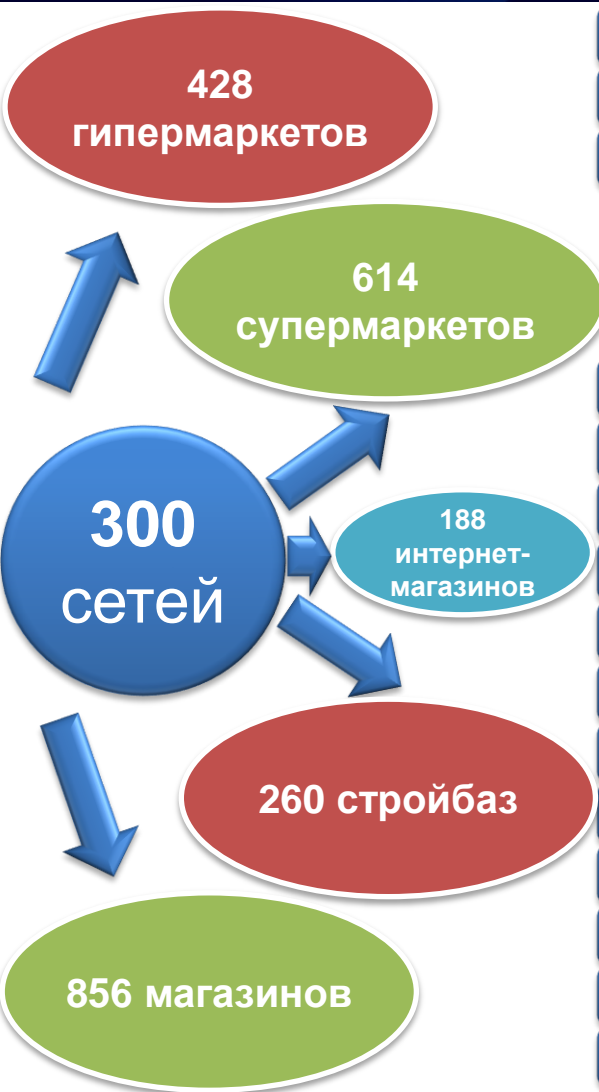 428
гипермаркетов
614
супермаркетов
300
сетей
188
интернет-
магазинов
260 стройбаз
856 магазинов